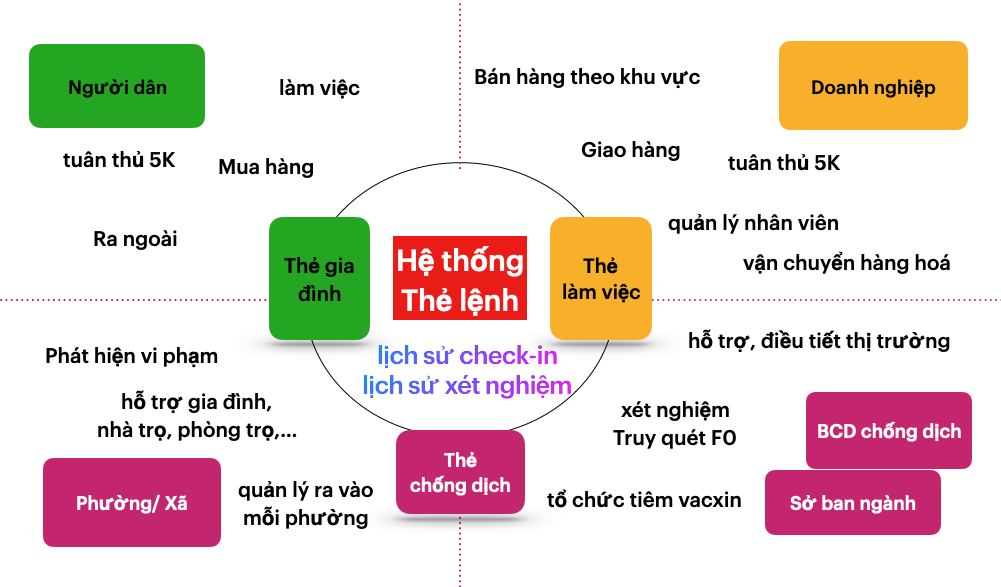 Người dân
làm việc
tuân thủ 5K
Mua hàng
Ra ngoài
Bán hàng theo khu vực
Doanh nghiệp
Giao hàng
tuân thủ 5K
quản lý nhân viên
vận chuyển hàng hoá
Thẻ gia
đình
Hệ thống
Thẻ lệnh
Thẻ
làm việc
lịch sử check-in
lịch sử xét nghiệm
Phát hiện vi phạm
hỗ trợ gia đình,
nhà trọ, phòng trọ,...
Phường/ Xã
quản lý ra vào
mỗi phường
Thẻ
chống dịch
hỗ trợ, điều tiết thị trường
xét nghiệm
Truy quét F0
BCD chống dịch
tổ chức tiêm vacxin
Sở ban ngành